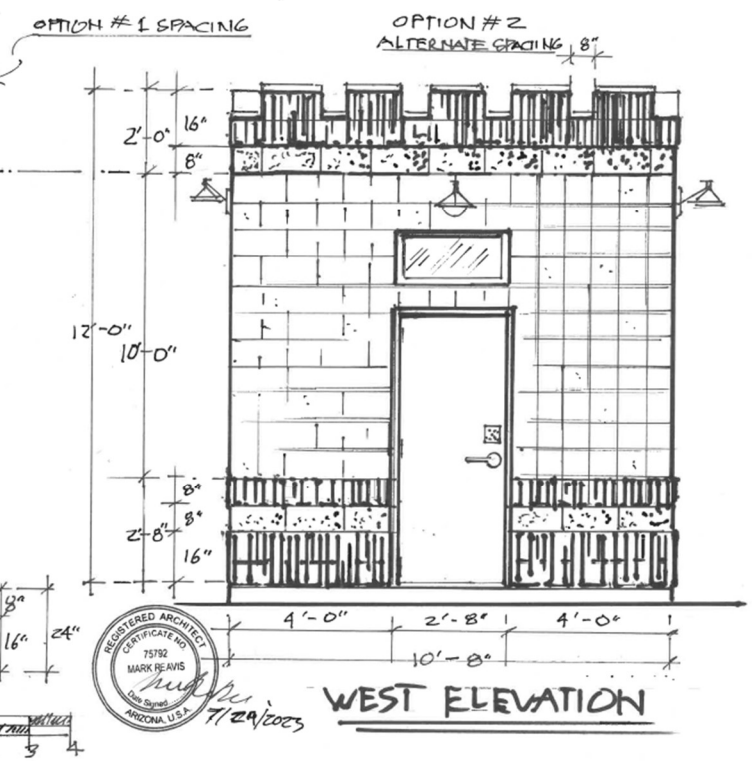 OPTION #1 SPACING
OPTION #2
ALTERNATE SPACING
8"
16"
2'-0"
8"
12'-0"
10'-0"
8"
8"
2'-8"
16"
8"
16"
24"
3
4
4'-0"
2'-8"
4'-0"
10'-8"
REGISTERED ARCHITECT
CERTIFICATE NO.
75792
MARK REAVIS
Date Signed
ARIZONA, U.S.A.
7/29/2025
WEST ELEVATION